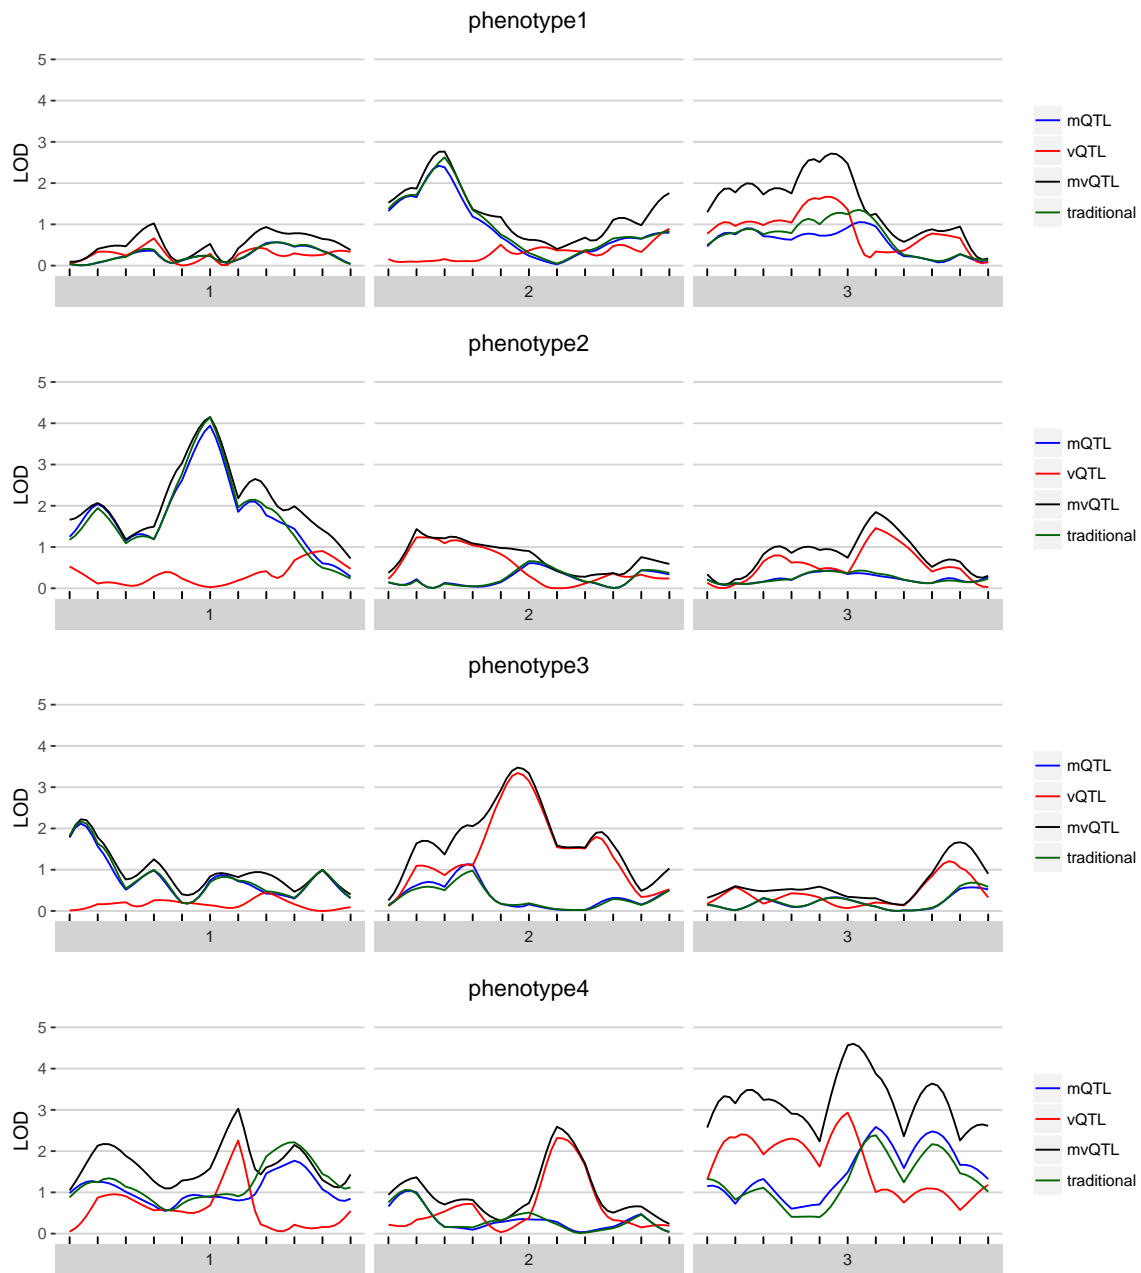 phenotype1
5
4
3
2
1
0
LOD
1
2
3
mQTL
vQTL
mvQTL
traditional
phenotype2
5
4
3
2
1
0
LOD
1
2
3
mQTL
vQTL
mvQTL
traditional
phenotype3
5
4
3
2
1
0
LOD
1
2
3
mQTL
vQTL
mvQTL
traditional
phenotype4
5
4
3
2
1
0
LOD
1
2
3
mQTL
vQTL
mvQTL
traditional